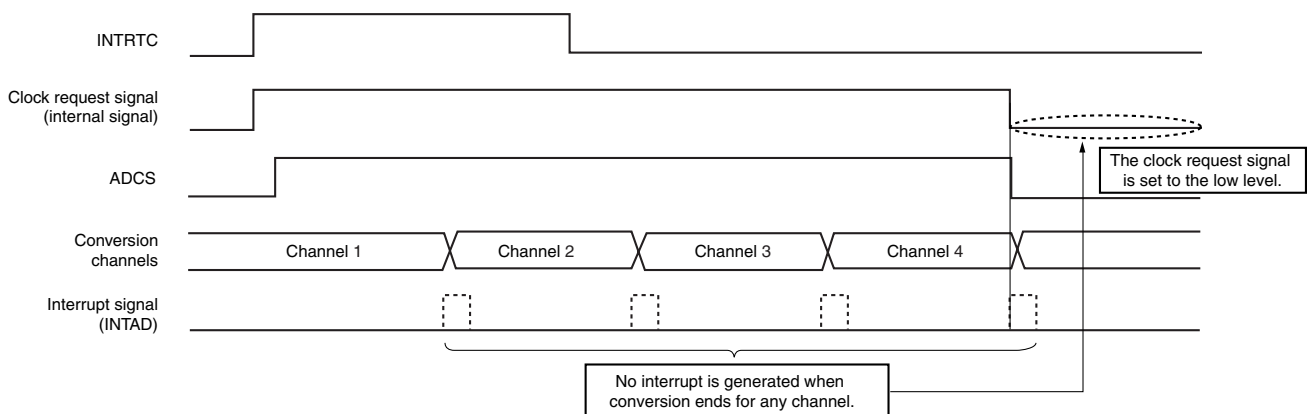 INTRTC
Clock request signal
(internal signal)
The clock request signal
is set to the low level.
ADCS
Conversion
channels
Channel 1
Channel 2
Channel 3
Channel 4
Interrupt signal
(INTAD)
No interrupt is generated when
conversion ends for any channel.